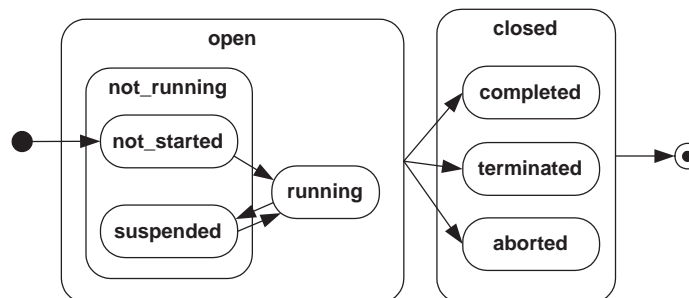 open
closed
not_running
completed
not_started
terminated
running
suspended
aborted